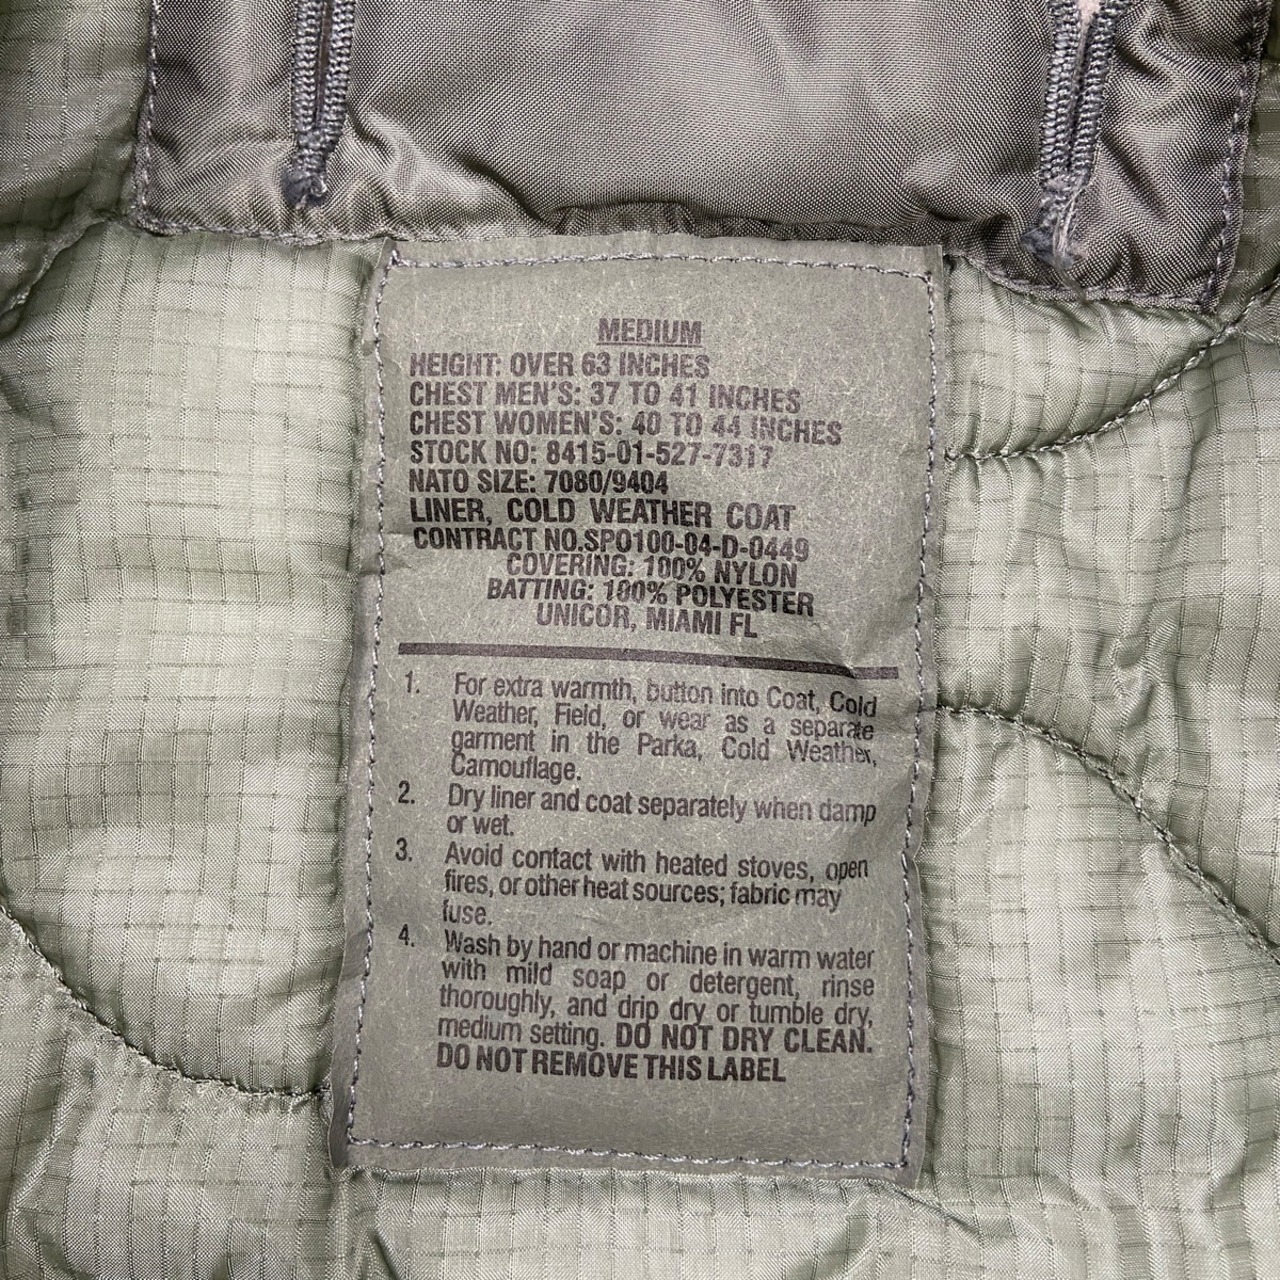 MEDIUM
HEIGHT: OVER 63 INCHES
CHEST MEN'S: 37 TO 41 INCHES
CHEST WOMEN'S: 40 TO 44 INCHES
STOCK NO: 8415-01-527-7317
NATO SIZE: 7080/9404
LINER, COLD WEATHER COAT
CONTRACT NO.SPO100-04-D-0449
COVERING: 100% NYLON
BATTING: 100% POLYESTER
UNICOR, MIAMI FL
1. For extra warmth, button into Coat, Cold
Weather, Field, or wear as a separate
garment in the Parka, Cold Weather,
Camouflage.
2. Dry liner and coat separately when damp
or wet.
3. Avoid contact with heated stoves, open
fires, or other heat sources; fabric may
fuse.
4. Wash by hand or machine in warm water
with mild soap or detergent, rinse
thoroughly, and drip dry or tumble dry,
medium setting. DO NOT DRY CLEAN.
DO NOT REMOVE THIS LABEL